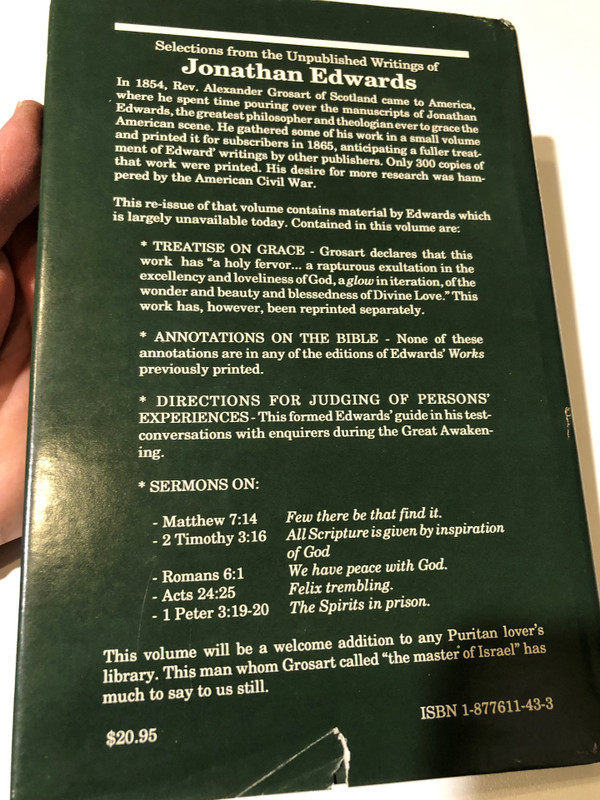 Selections from the Unpublished Writings of
Jonathan Edwards
In 1854, Rev. Alexander Grosart of Scotland came to America,
where he spent time pouring over the manuscripts of Jonathan
Edwards, the greatest philosopher and theologian ever to grace the
American scene. He gathered some of his work in a small volume
and printed it for subscribers in 1865, anticipating a fuller treat-
ment of Edward' writings by other publishers. Only 300 copies of
that work were printed. His desire for more research was ham-
pered by the American Civil War.
This re-issue of that volume contains material by Edwards which
is largely unavailable today. Contained in this volume are:
* TREATISE ON GRACE - Grosart declares that this
work has "a holy fervor... a rapturous exultation in the
excellency and loveliness of God, a glow in iteration, of the
wonder and beauty and blessedness of Divine Love." This
work has, however, been reprinted separately.
* ANNOTATIONS ON THE BIBLE - None of these
annotations are in any of the editions of Edwards' Works
previously printed.
* DIRECTIONS FOR JUDGING OF PERSONS'
EXPERIENCES - This formed Edwards' guide in his test-
conversations with enquirers during the Great Awaken-
ing.
* SERMONS ON:
- Matthew 7:14 Few there be that find it.
- 2 Timothy 3:16 All Scripture is given by inspiration
of God
- Romans 6:1 We have peace with God.
- Acts 24:25 Felix trembling.
- 1 Peter 3:19-20 The Spirits in prison.
This volume will be a welcome addition to any Puritan lover's
library. This man whom Grosart called "the master of Israel" has
much to say to us still.
$20.95 ISBN 1-877611-43-3